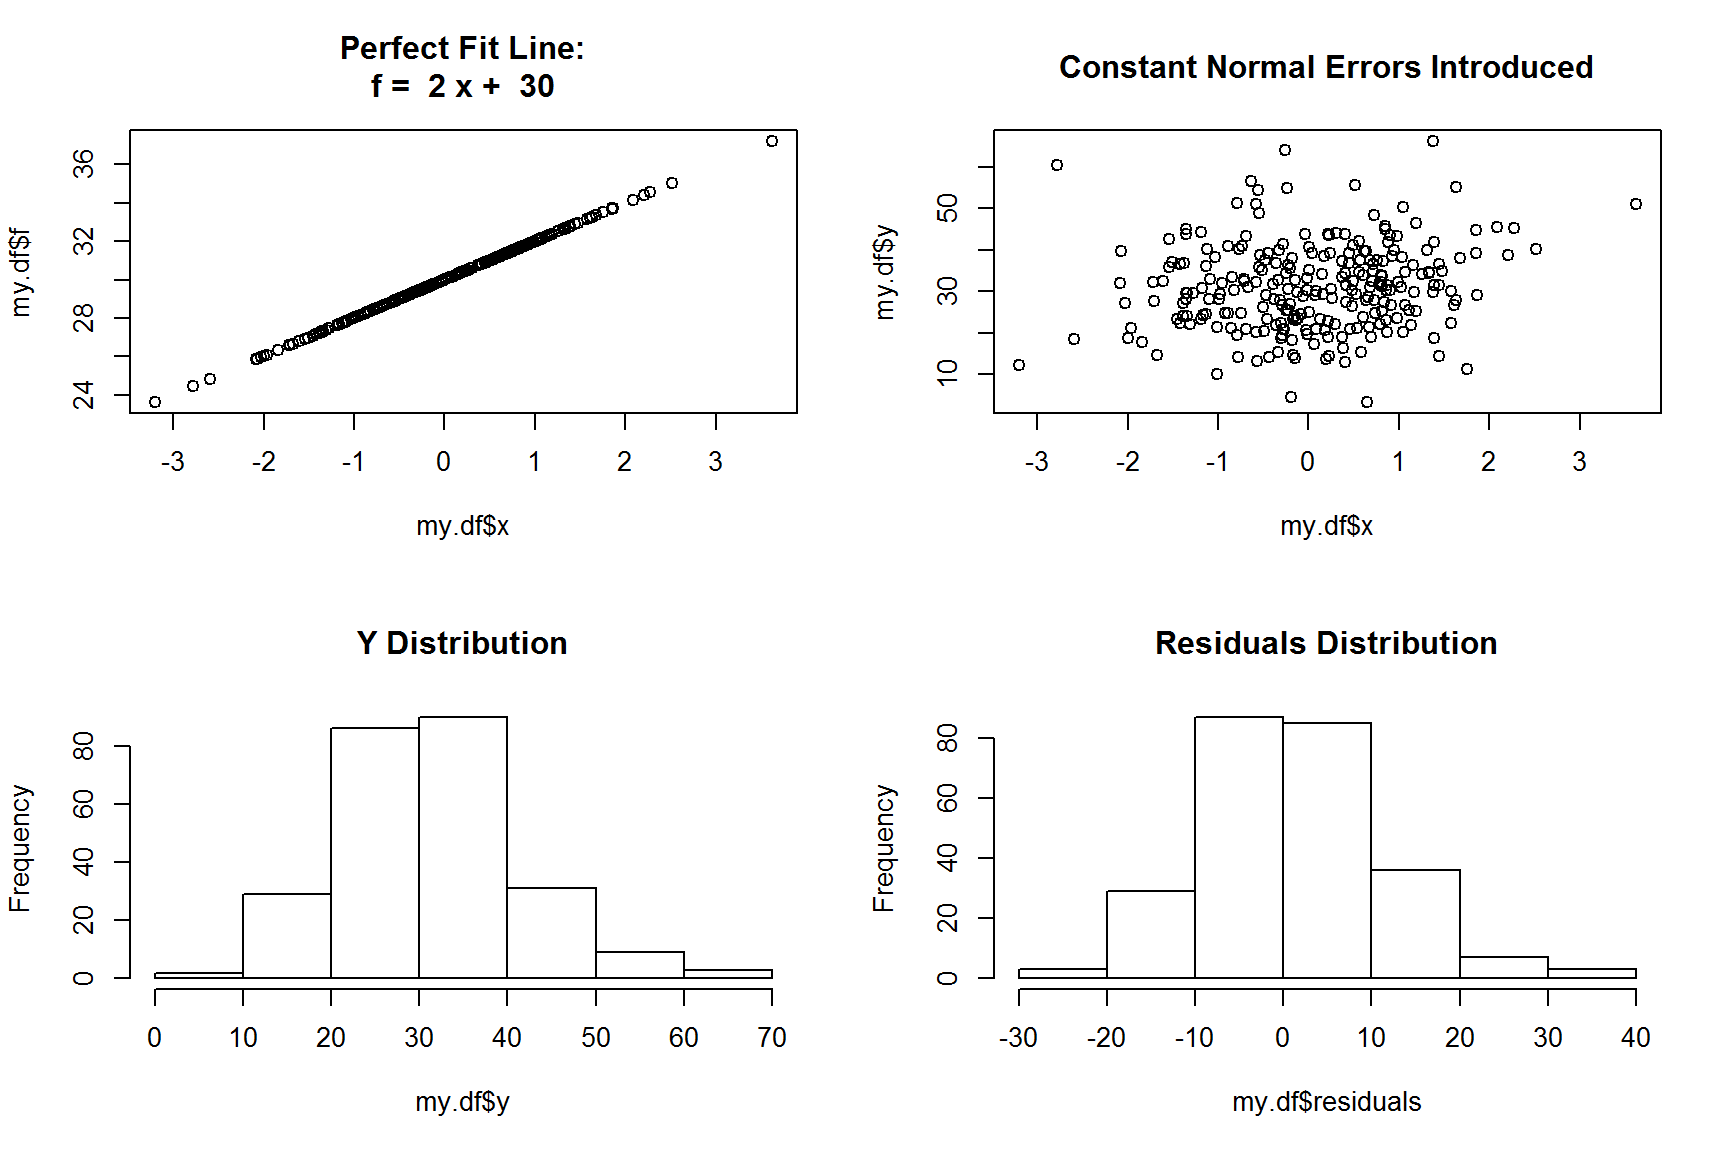 Perfect Fit Line:
f = 2 x + 30
my.df$f
36
32
28
24
-3 -2 -1 0 1 2 3
my.df$x
Constant Normal Errors Introduced
my.df$y
50
30
10
-3 -2 -1 0 1 2 3
my.df$x
Y Distribution
Frequency
80
60
40
20
0
0 10 20 30 40 50 60 70
my.df$y
Residuals Distribution
Frequency
80
60
40
20
0
-30 -20 -10 0 10 20 30 40
my.df$residuals